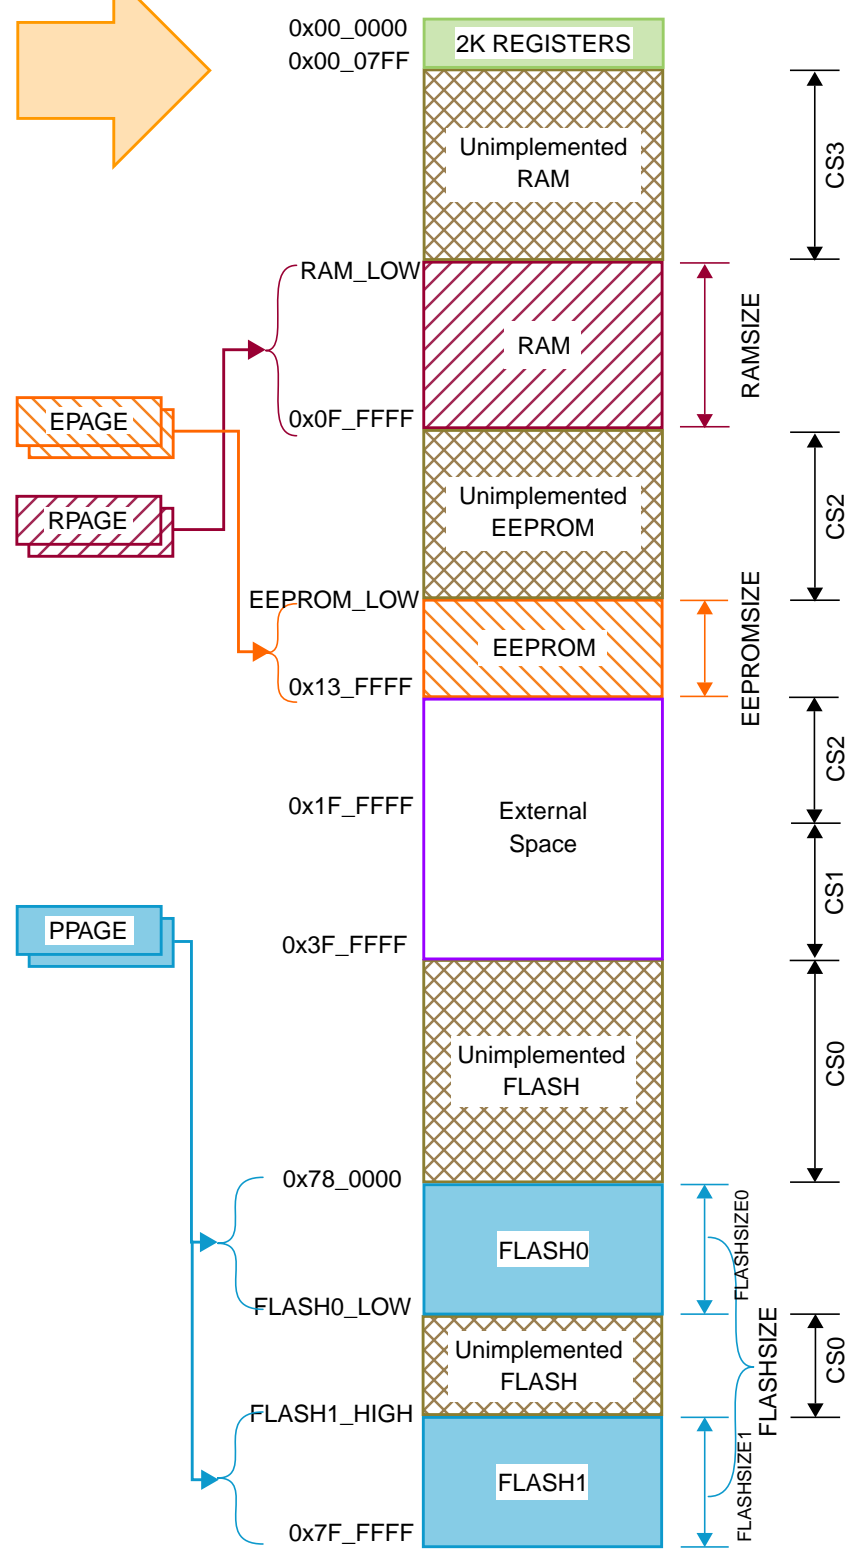 0x00_0000
2K REGISTERS
0x00_07FF
Unimplemented
RAM
CS3
RAM_LOW
RAM
RAMSIZE
0x0F_FFFF
EPAGE
RPAGE
Unimplemented
EEPROM
CS2
EEPROM_LOW
EEPROM
EEPROMSIZE
0x13_FFFF
CS2
0x1F_FFFF
External
Space
CS1
PPAGE
0x3F_FFFF
Unimplemented
FLASH
CS0
0x78_0000
FLASH0
FLASHSIZE0
FLASH0_LOW
Unimplemented
FLASH
FLASHSIZE
CS0
FLASH1_HIGH
FLASH1
FLASHSIZE1
0x7F_FFFF